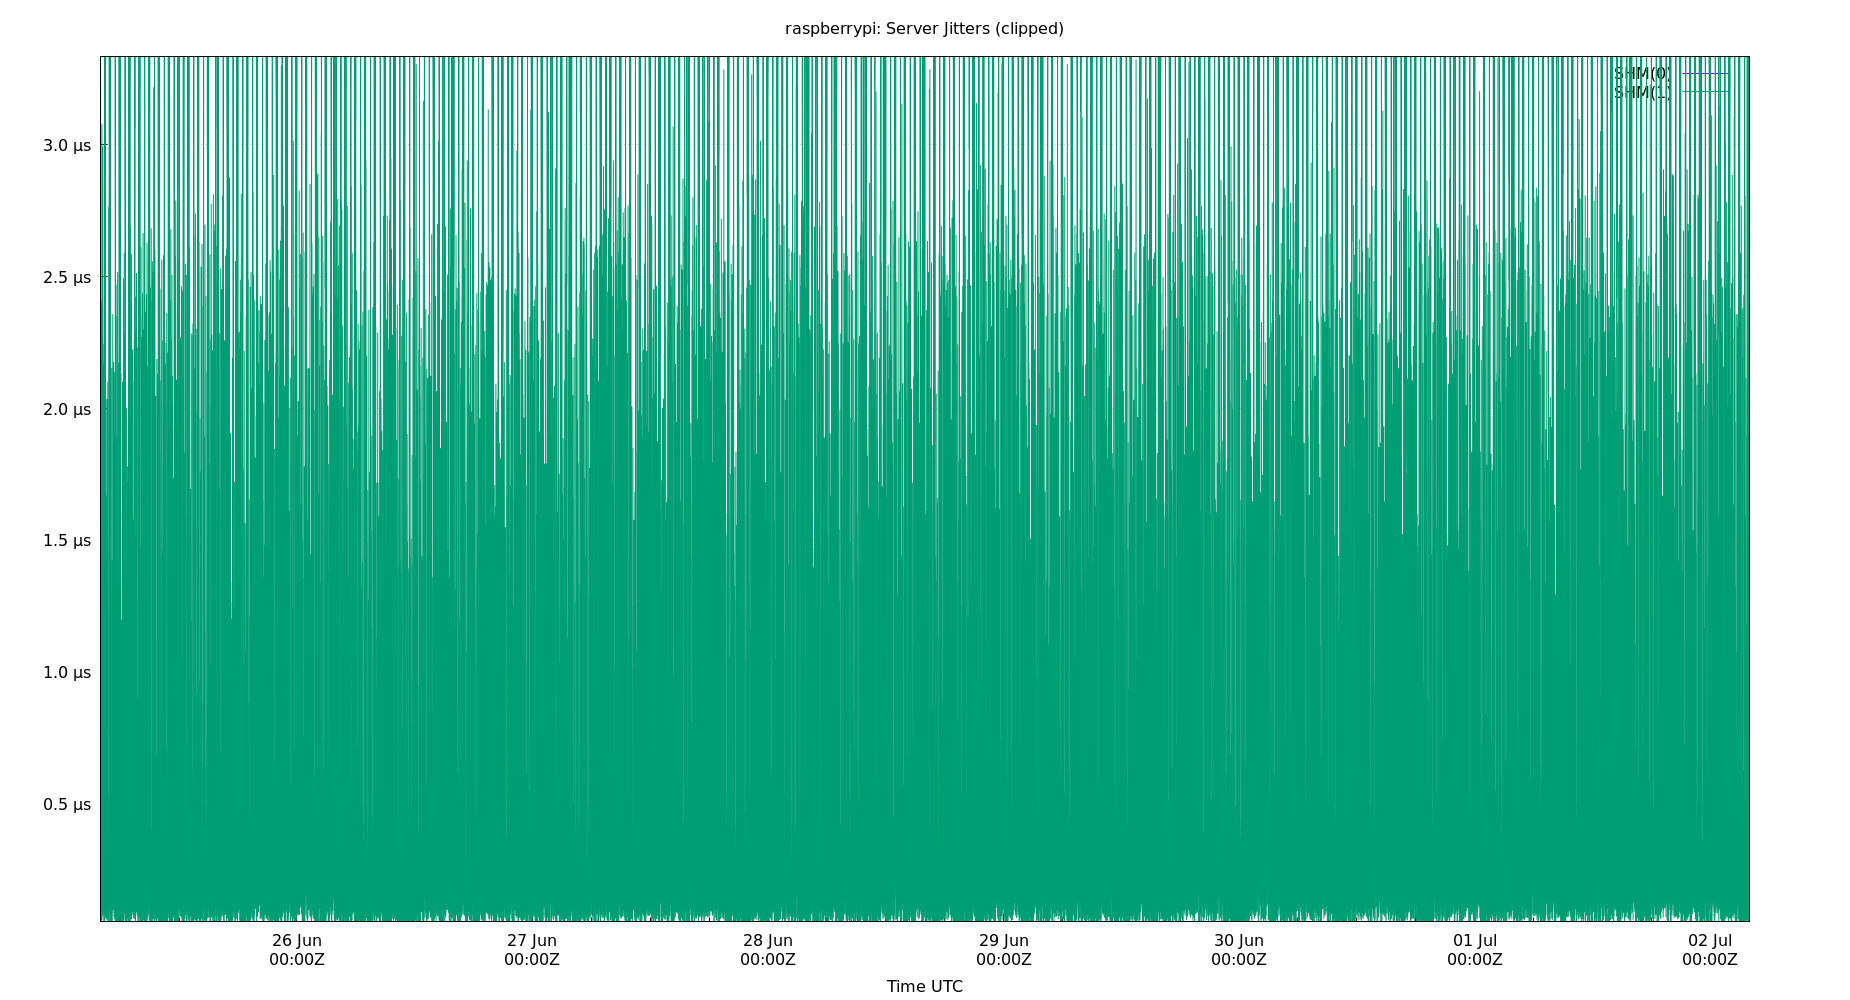 raspberrypi: Server Jitters (clipped)
SHM(0)
SHM(1)
3.0 µs
2.5 µs
2.0 µs
1.5 µs
1.0 µs
0.5 µs
26 Jun 27 Jun 28 Jun 29 Jun 30 Jun 01 Jul 02 Jul
00:00Z 00:00Z 00:00Z 00:00Z 00:00Z 00:00Z 00:00Z
Time UTC